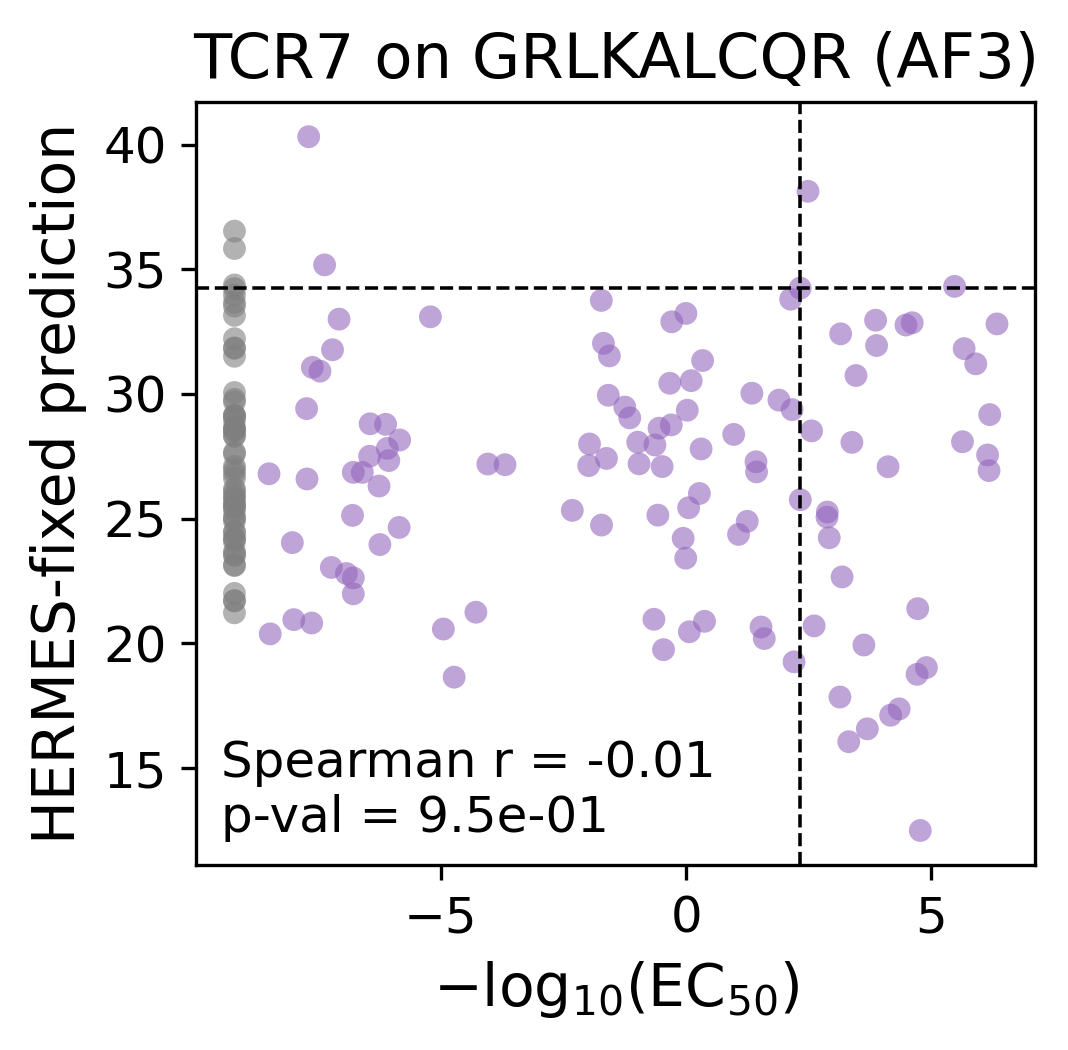 TCR7 on GRLKALCQR (AF3)
HERMES-fixed prediction
40
35
30
25
20
15
Spearman r = -0.01
p-val = 9.5e-01
−5
0
5
−log₁₀(EC₅₀)